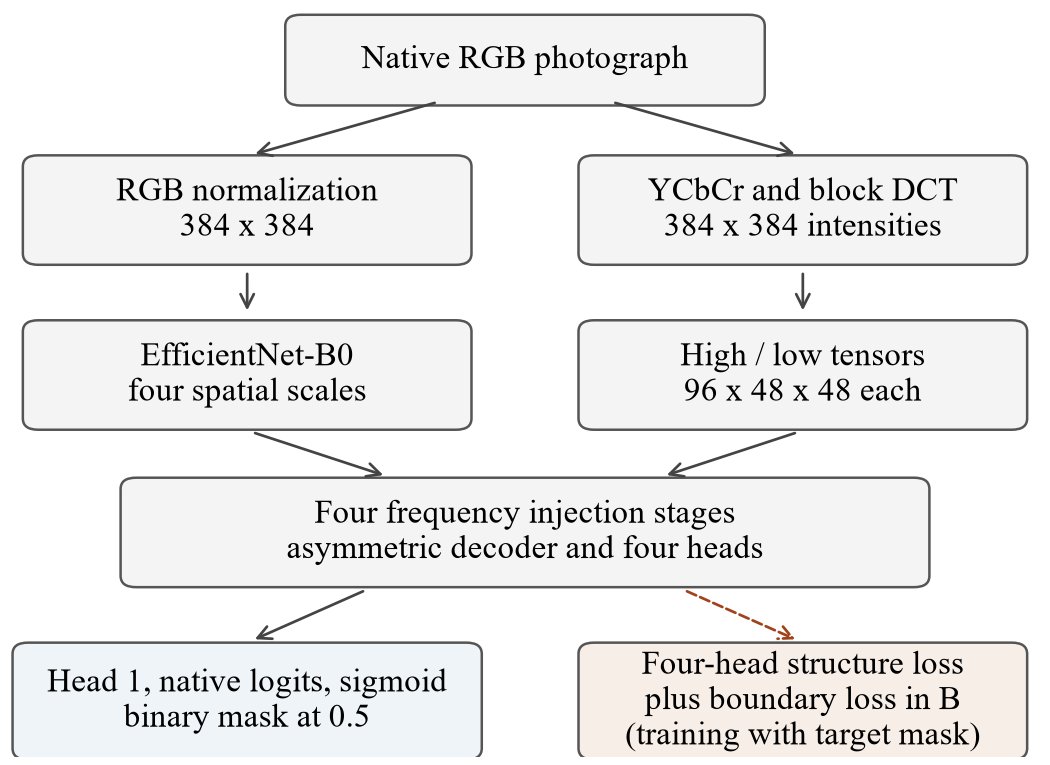 Native RGB photograph
RGB normalization
384 x 384
YCbCr and block DCT
384 x 384 intensities
EfficientNet-B0
four spatial scales
High / low tensors
96 x 48 x 48 each
Four frequency injection stages
asymmetric decoder and four heads
Head 1, native logits, sigmoid
binary mask at 0.5
Four-head structure loss
plus boundary loss in B
(training with target mask)